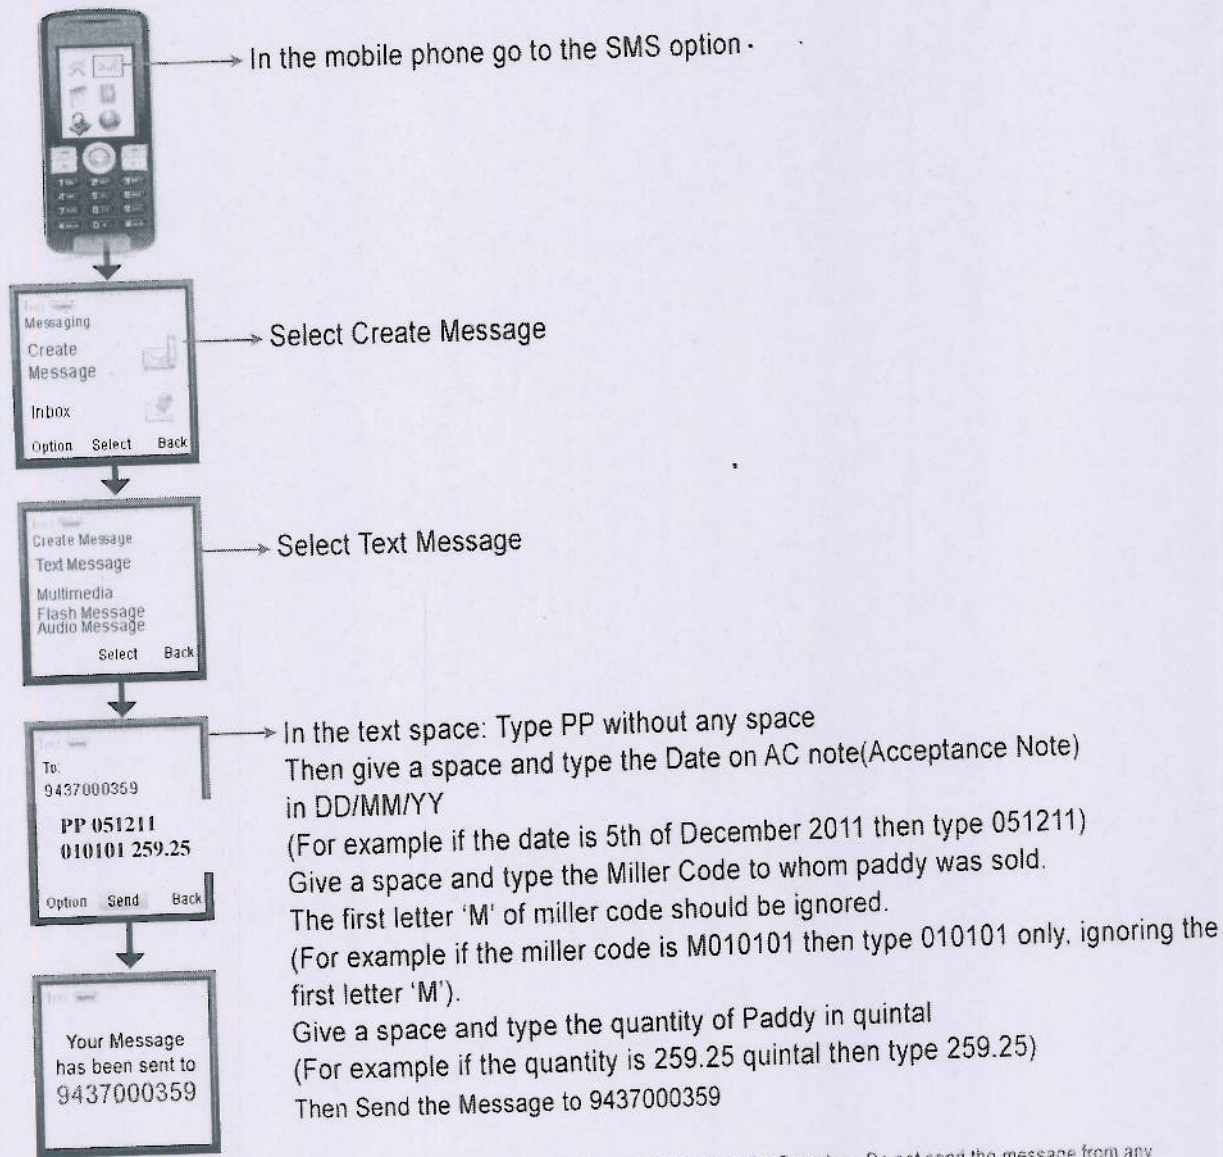 In the mobile phone go to the SMS option
Messaging
Create
Message
Inbox
Option Select Back
Select Create Message
Create Message
Text Message
Multimedia
Flash Message
Audio Message
Select Back
Select Text Message
To:
9437000359
PP 051211
010101 259.25
Option Send Back
In the text space: Type PP without any space
Then give a space and type the Date on AC note(Acceptance Note)
in DD/MM/YY
(For example if the date is 5th of December 2011 then type 051211)
Give a space and type the Miller Code to whom paddy was sold.
The first letter ‘M’ of miller code should be ignored.
(For example if the miller code is M010101 then type 010101 only, ignoring the
first letter ‘M’).
Give a space and type the quantity of Paddy in quintal
(For example if the quantity is 259.25 quintal then type 259.25)
Then Send the Message to 9437000359
Your Message
has been sent to
9437000359
Do not send the message from any